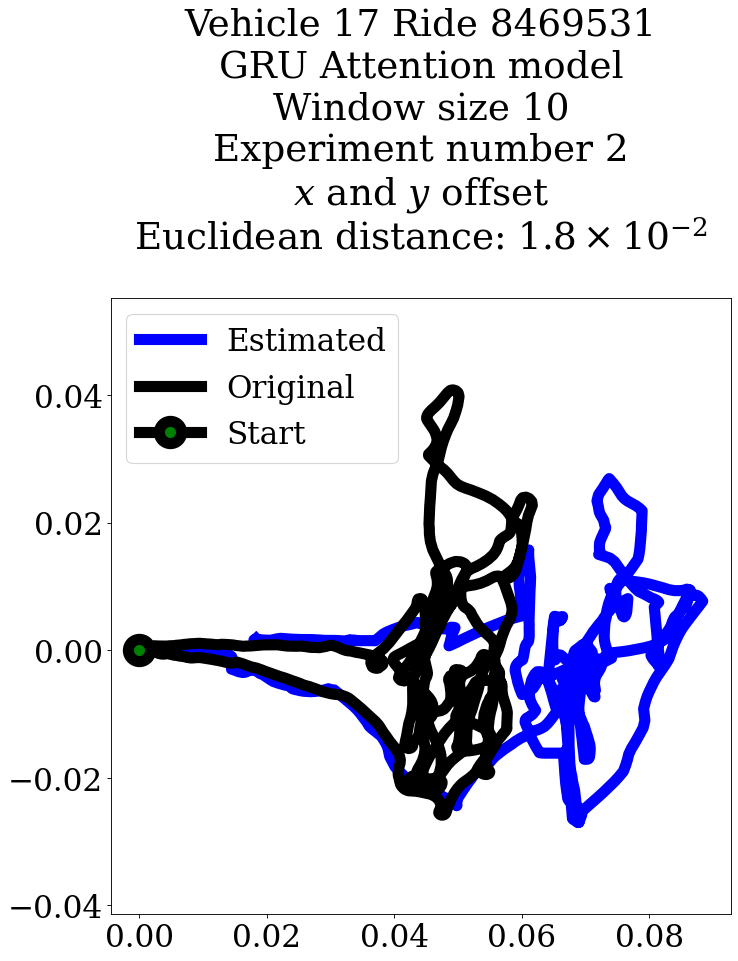 Vehicle 17 Ride 8469531
GRU Attention model
Window size 10
Experiment number 2
x and y offset
Euclidean distance: 1.8 × 10⁻²
Estimated
Original
Start
0.04
0.02
0.00
−0.02
−0.04
0.00 0.02 0.04 0.06 0.08